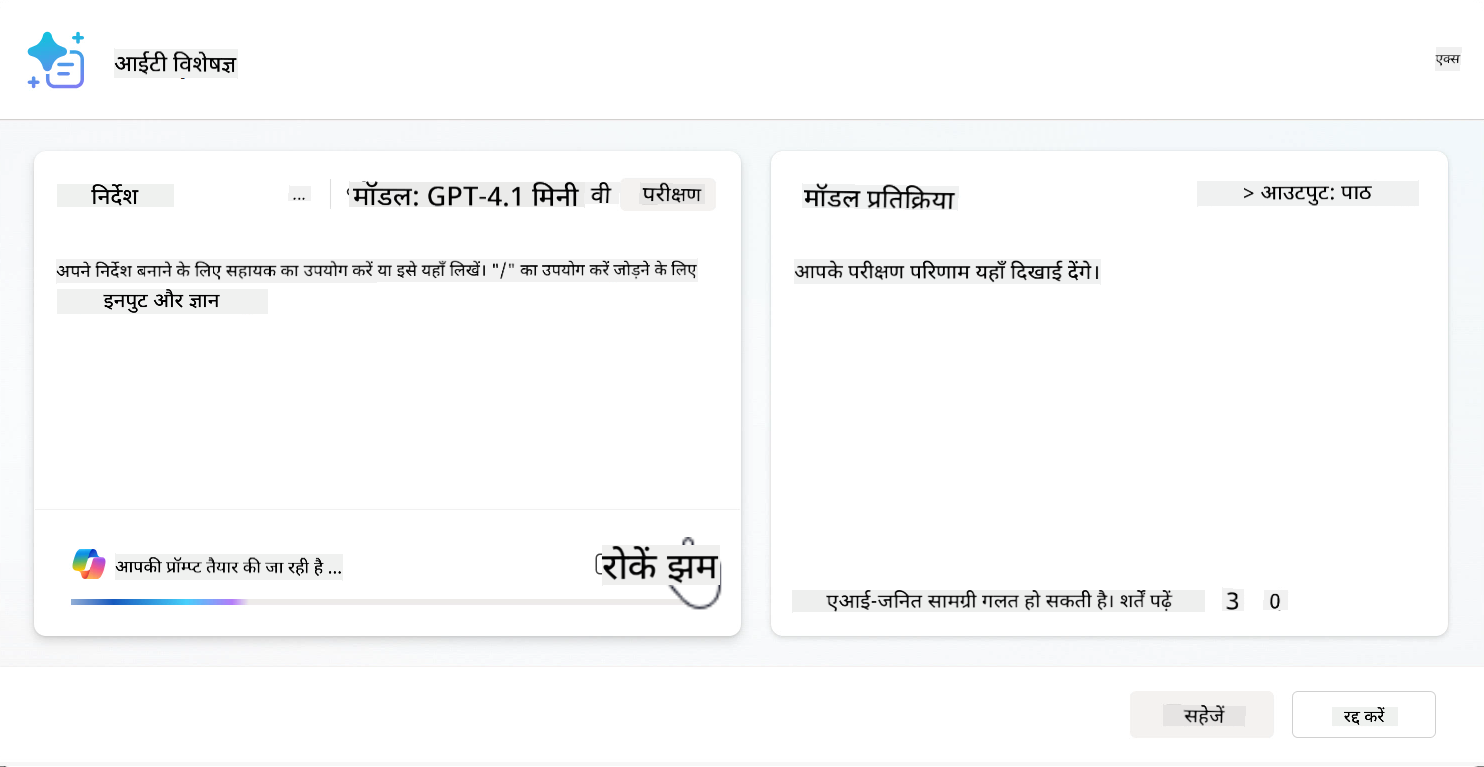 आईटी विशेषज्ञ
एक्स
निर्देश ... मॉडल: GPT-4.1 मिनी वी परीक्षण
अपने निर्देश बनाने के लिए सहायक का उपयोग करें या इसे यहाँ लिखें। "/" का उपयोग करें जोड़ने के लिए
इनपुट और ज्ञान
आपकी प्रॉम्प्ट तैयार की जा रही है ...
रोकें झम
मॉडल प्रतिक्रिया
> आउटपुट: पाठ
आपके परीक्षण परिणाम यहाँ दिखाई देंगे।
एआई-जनित सामग्री गलत हो सकती है। शर्तें पढ़ें 3 0
सहेजें
रद्द करें